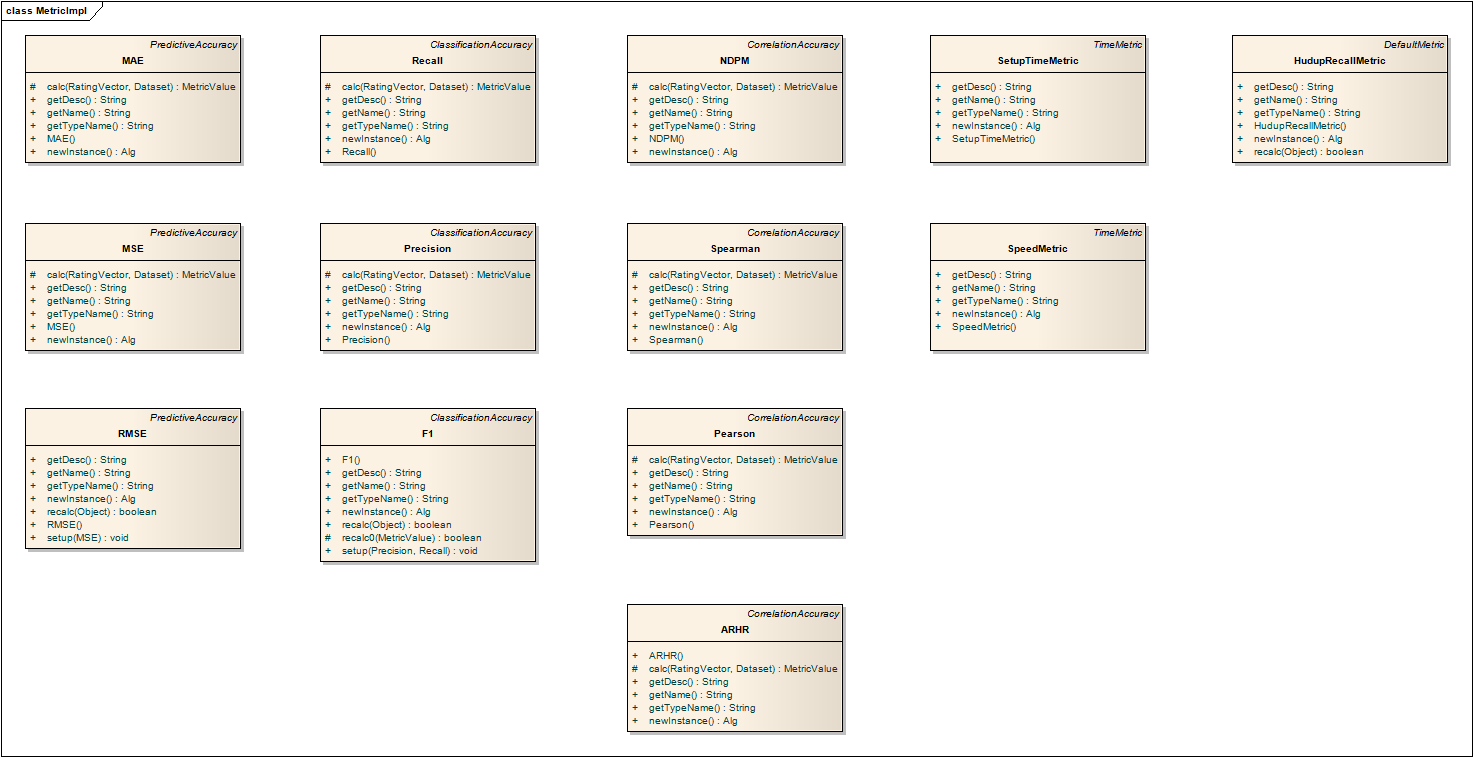 class MetricImpl
PredictiveAccuracy
MAE
# calc(RatingVector, Dataset) : MetricValue
+ getDesc() : String
+ getName() : String
+ getTypeName() : String
+ MAE()
+ newInstance() : Alg
ClassificationAccuracy
Recall
# calc(RatingVector, Dataset) : MetricValue
+ getDesc() : String
+ getName() : String
+ getTypeName() : String
+ newInstance() : Alg
+ Recall()
CorrelationAccuracy
NDPM
# calc(RatingVector, Dataset) : MetricValue
+ getDesc() : String
+ getName() : String
+ getTypeName() : String
+ NDPM()
+ newInstance() : Alg
TimeMetric
SetupTimeMetric
+ getDesc() : String
+ getName() : String
+ getTypeName() : String
+ newInstance() : Alg
+ SetupTimeMetric()
DefaultMetric
HudupRecallMetric
+ getDesc() : String
+ getName() : String
+ getTypeName() : String
+ HudupRecallMetric()
+ newInstance() : Alg
+ recalc(Object) : boolean
PredictiveAccuracy
MSE
# calc(RatingVector, Dataset) : MetricValue
+ getDesc() : String
+ getName() : String
+ getTypeName() : String
+ MSE()
+ newInstance() : Alg
ClassificationAccuracy
Precision
# calc(RatingVector, Dataset) : MetricValue
+ getDesc() : String
+ getName() : String
+ getTypeName() : String
+ newInstance() : Alg
+ Precision()
CorrelationAccuracy
Spearman
# calc(RatingVector, Dataset) : MetricValue
+ getDesc() : String
+ getName() : String
+ getTypeName() : String
+ newInstance() : Alg
+ Spearman()
TimeMetric
SpeedMetric
+ getDesc() : String
+ getName() : String
+ getTypeName() : String
+ newInstance() : Alg
+ SpeedMetric()
PredictiveAccuracy
RMSE
+ getDesc() : String
+ getName() : String
+ getTypeName() : String
+ newInstance() : Alg
+ recalc(Object) : boolean
+ RMSE()
+ setup(MSE) : void
ClassificationAccuracy
F1
+ F1()
+ getDesc() : String
+ getName() : String
+ getTypeName() : String
+ newInstance() : Alg
+ recalc(Object) : boolean
# recalc0(MetricValue) : boolean
+ setup(Precision, Recall) : void
CorrelationAccuracy
Pearson
# calc(RatingVector, Dataset) : MetricValue
+ getDesc() : String
+ getName() : String
+ getTypeName() : String
+ newInstance() : Alg
+ Pearson()
CorrelationAccuracy
ARHR
+ ARHR()
# calc(RatingVector, Dataset) : MetricValue
+ getDesc() : String
+ getName() : String
+ getTypeName() : String
+ newInstance() : Alg